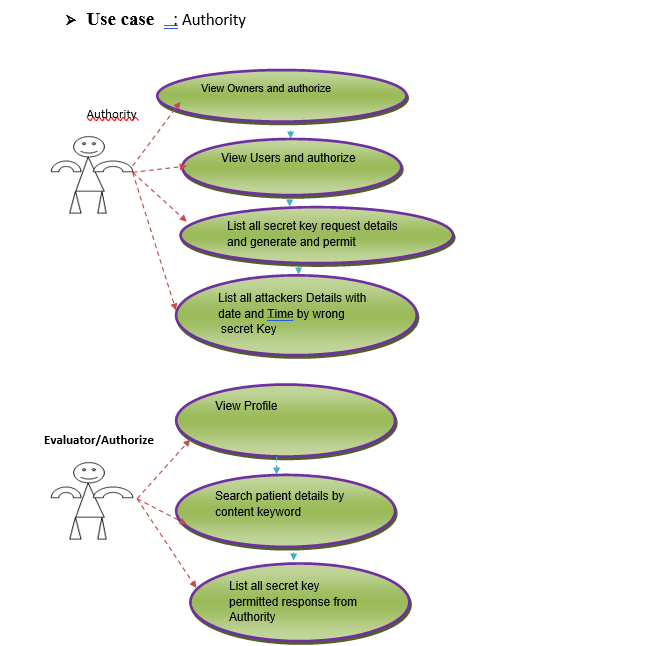 ➢ Use case : Authority
View Owners and authorize
Authority
View Users and authorize
List all secret key request details
and generate and permit
List all attackers Details with
date and Time by wrong
secret Key
View Profile
Evaluator/Authorize
Search patient details by
content keyword
List all secret key
permitted response from
Authority